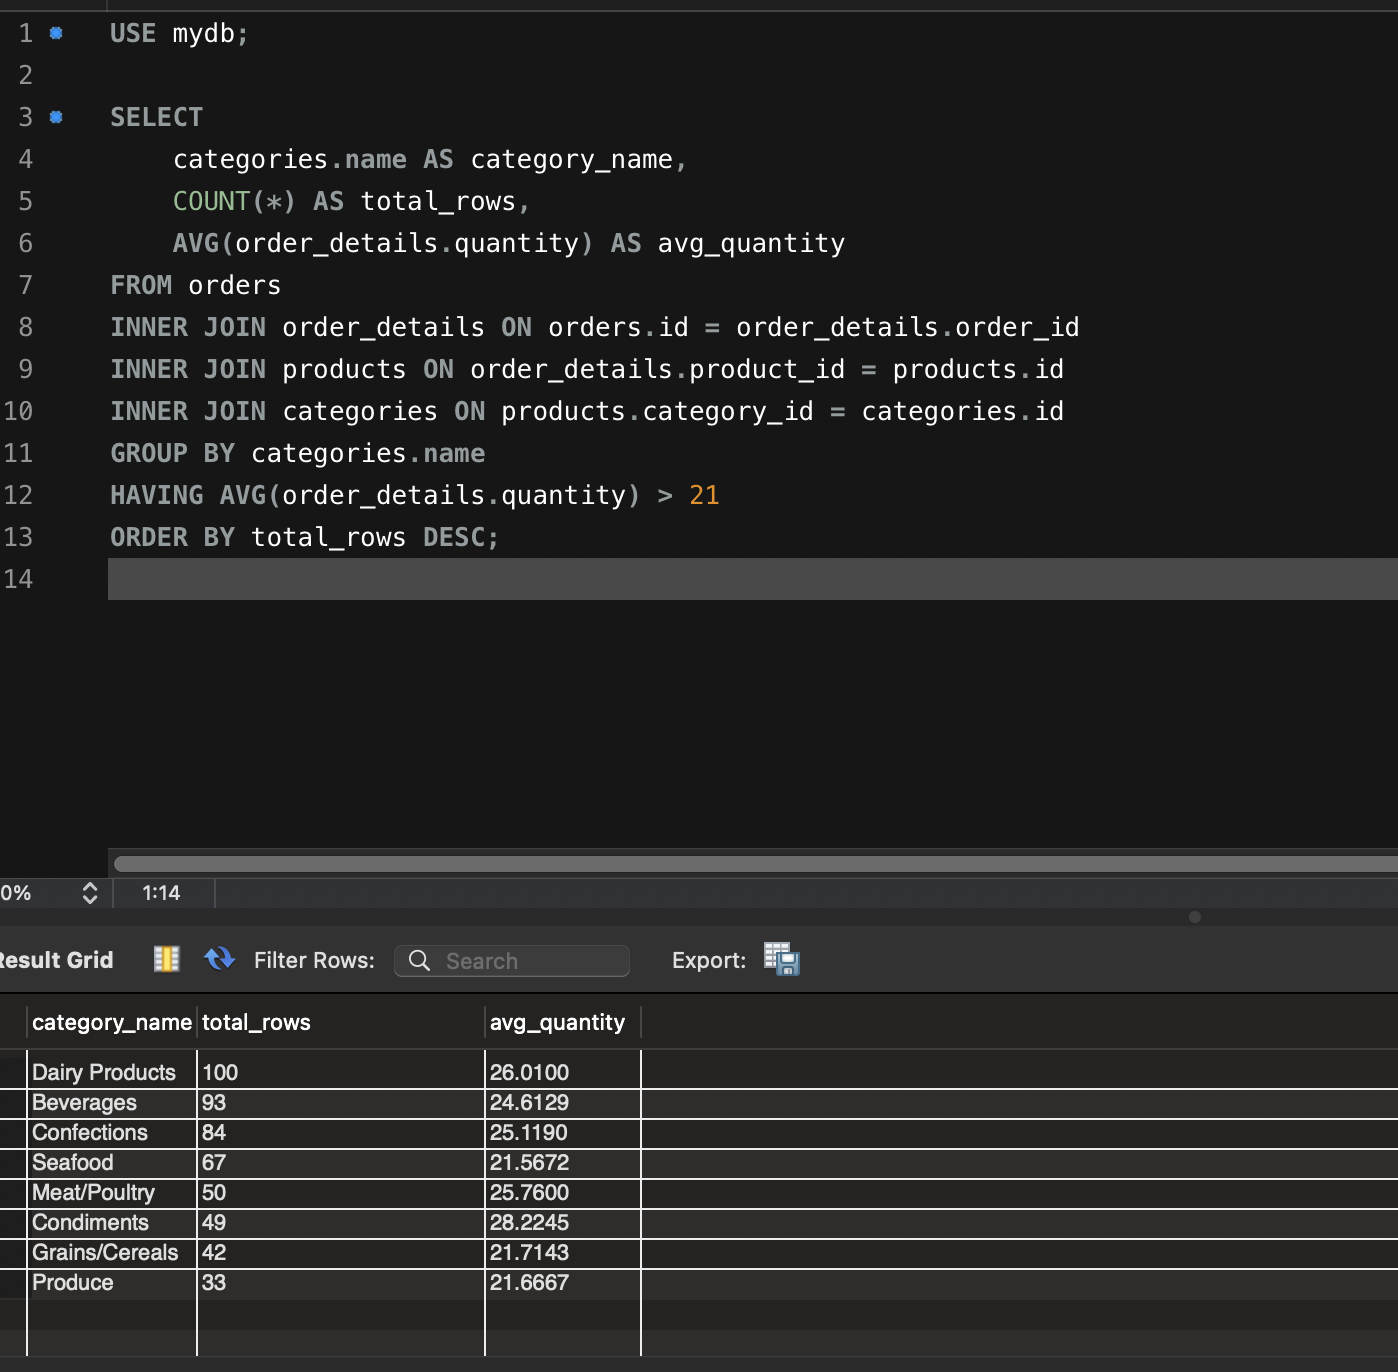 1 USE mydb;
2
3 SELECT
4 categories.name AS category_name,
5 COUNT(*) AS total_rows,
6 AVG(order_details.quantity) AS avg_quantity
7 FROM orders
8 INNER JOIN order_details ON orders.id = order_details.order_id
9 INNER JOIN products ON order_details.product_id = products.id
10 INNER JOIN categories ON products.category_id = categories.id
11 GROUP BY categories.name
12 HAVING AVG(order_details.quantity) > 21
13 ORDER BY total_rows DESC;
14
0% 1:14
Result Grid Filter Rows: Search Export:
category_name total_rows avg_quantity
Dairy Products 100 26.0100
Beverages 93 24.6129
Confections 84 25.1190
Seafood 67 21.5672
Meat/Poultry 50 25.7600
Condiments 49 28.2245
Grains/Cereals 42 21.7143
Produce 33 21.6667